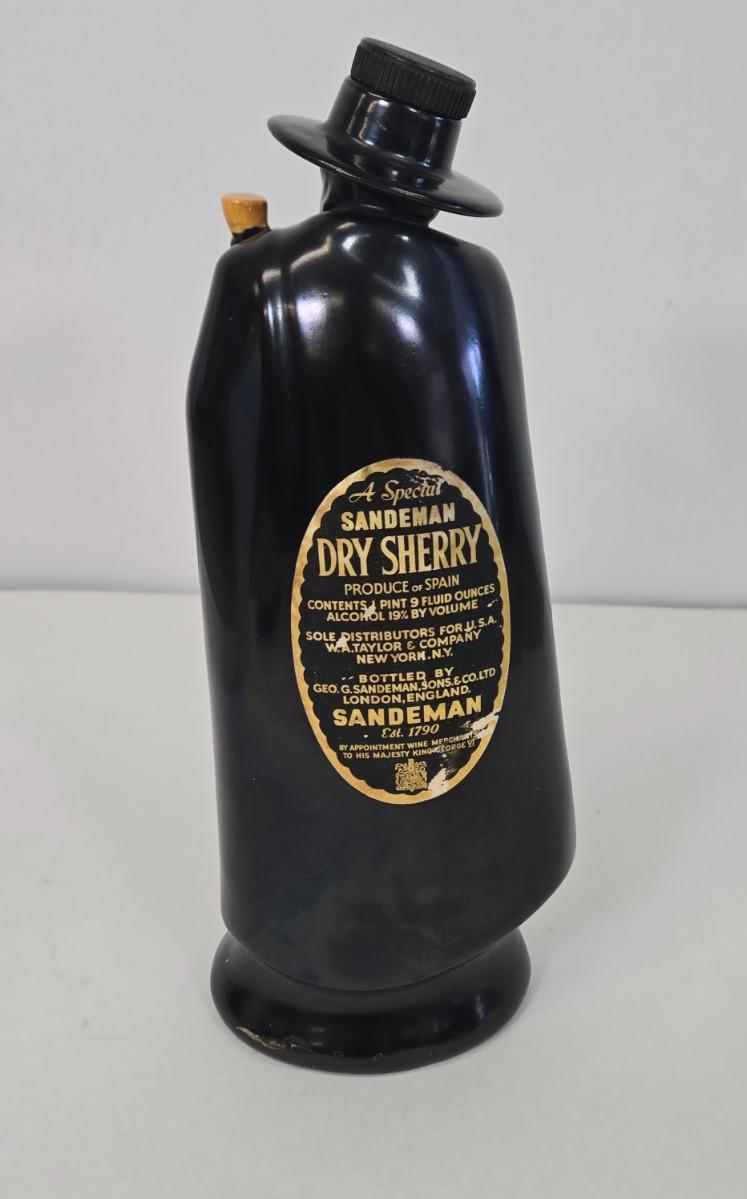 A Special
SANDEMAN
DRY SHERRY
PRODUCE OF SPAIN
CONTENTS 1 PINT 9 FLUID OUNCES
ALCOHOL 19% BY VOLUME
SOLE DISTRIBUTORS FOR U.S.A.
W.A. TAYLOR & COMPANY
NEW YORK. N.Y.
BOTTLED BY
GEO. G. SANDEMAN, SONS. & CO. LTD
LONDON, ENGLAND.
SANDEMAN
Est. 1790
BY APPOINTMENT WINE MERCHANTS
TO HIS MAJESTY KING GEORGE VI